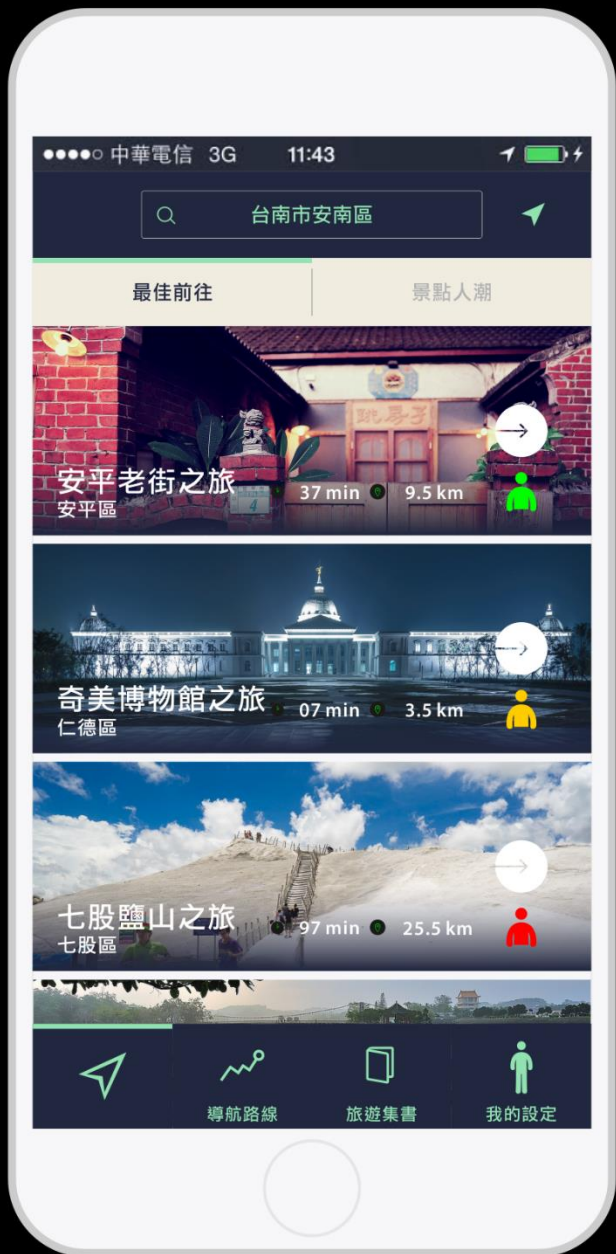 中華電信 3G 11:43
台南市安南區
最佳前往 景點人潮
安平老街之旅 37 min 9.5 km
安平區
4
奇美博物館之旅 07 min 3.5 km
仁德區
七股鹽山之旅 97 min 25.5 km
七股區
導航路線 旅遊集書 我的設定